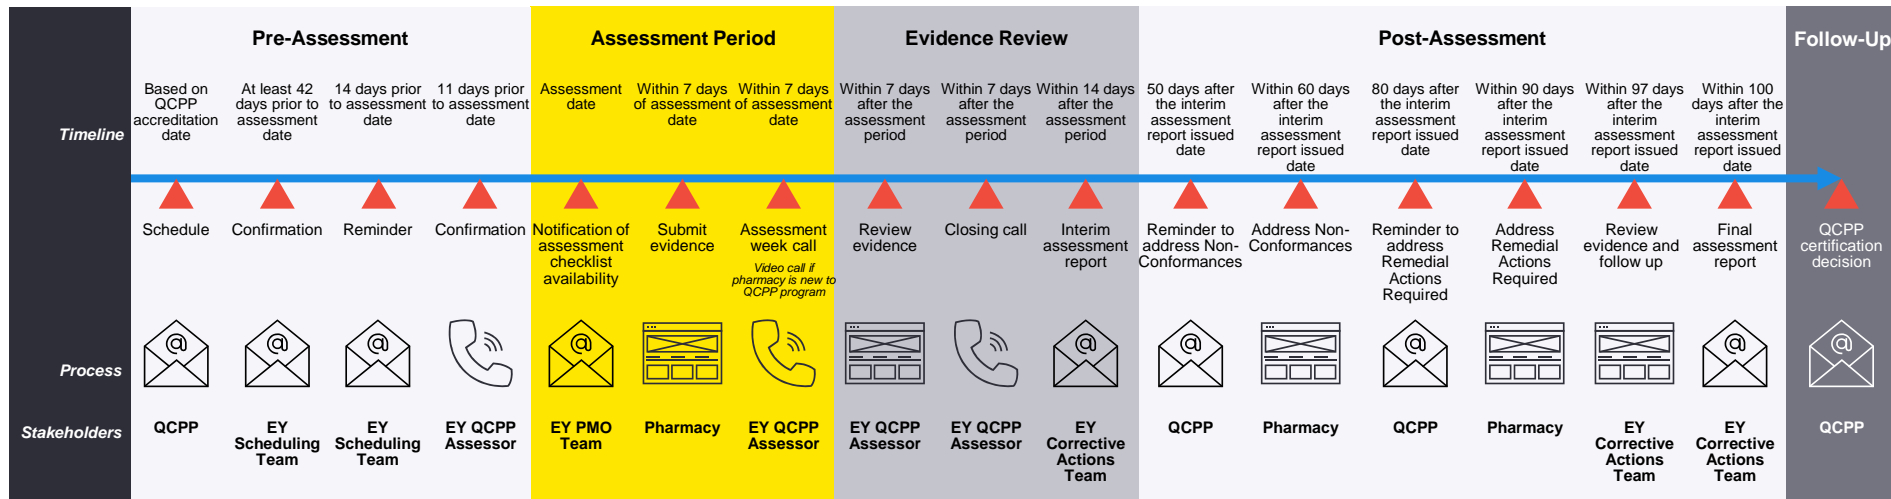 Pre-Assessment
Assessment Period
Evidence Review
Post-Assessment
Follow-Up
Timeline
Based on
QCPP
accreditation
date
At least 42
days prior to
assessment
date
14 days prior
to assessment
date
11 days prior
to assessment
date
Assessment
date
Within 7 days
of assessment
date
Within 7 days
of assessment
date
Within 7 days
after the
assessment
period
Within 7 days
after the
assessment
period
Within 14 days
after the
assessment
period
50 days after
the interim
assessment
report issued
date
Within 60 days
after the
interim
assessment
report issued
date
80 days after
the interim
assessment
report issued
date
Within 90 days
after the
interim
assessment
report issued
date
Within 97 days
after the
interim
assessment
report issued
date
Within 100
days after the
interim
assessment
report issued
date
Schedule
Confirmation
Reminder
Confirmation
Notification of
assessment
checklist
availability
Submit
evidence
Assessment
week call
Video call if
pharmacy is new to
QCPP program
Review
evidence
Closing call
Interim
assessment
report
Reminder to
address Non-
Conformances
Address Non-
Conformances
Reminder to
address
Remedial
Actions
Required
Address
Remedial
Actions
Required
Review
evidence and
follow up
Final
assessment
report
QCPP
certification
decision
Process
Stakeholders
QCPP
EY
Scheduling
Team
EY
Scheduling
Team
EY QCPP
Assessor
EY PMO
Team
Pharmacy
EY QCPP
Assessor
EY QCPP
Assessor
EY QCPP
Assessor
EY
Corrective
Actions
Team
QCPP
Pharmacy
QCPP
Pharmacy
EY
Corrective
Actions
Team
EY
Corrective
Actions
Team
QCPP